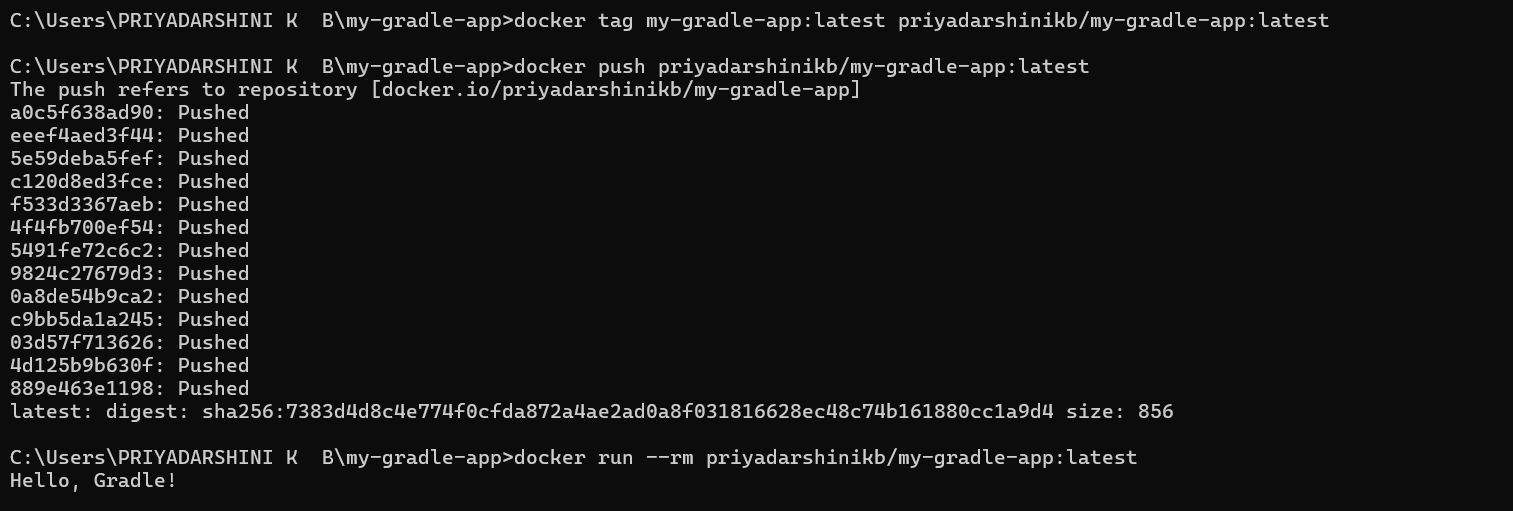 C:\Users\PRIYADARSHINI K  B\my-gradle-app>docker tag my-gradle-app:latest priyadarshinikb/my-gradle-app:latest
C:\Users\PRIYADARSHINI K  B\my-gradle-app>docker push priyadarshinikb/my-gradle-app:latest
The push refers to repository [docker.io/priyadarshinikb/my-gradle-app]
a0c5f638ad90: Pushed
eeef4aed3f44: Pushed
5e59deba5fef: Pushed
c120d8ed3fce: Pushed
f533d3367aeb: Pushed
4f4fb700ef54: Pushed
5491fe72c6c2: Pushed
9824c27679d3: Pushed
0a8de54b9ca2: Pushed
c9bb5da1a245: Pushed
03d57f713626: Pushed
4d125b9b630f: Pushed
889e463e1198: Pushed
latest: digest: sha256:7383d4d8c4e774f0cfda872a4ae2ad0a8f031816628ec48c74b161880cc1a9d4 size: 856
C:\Users\PRIYADARSHINI K  B\my-gradle-app>docker run --rm priyadarshinikb/my-gradle-app:latest
Hello, Gradle!